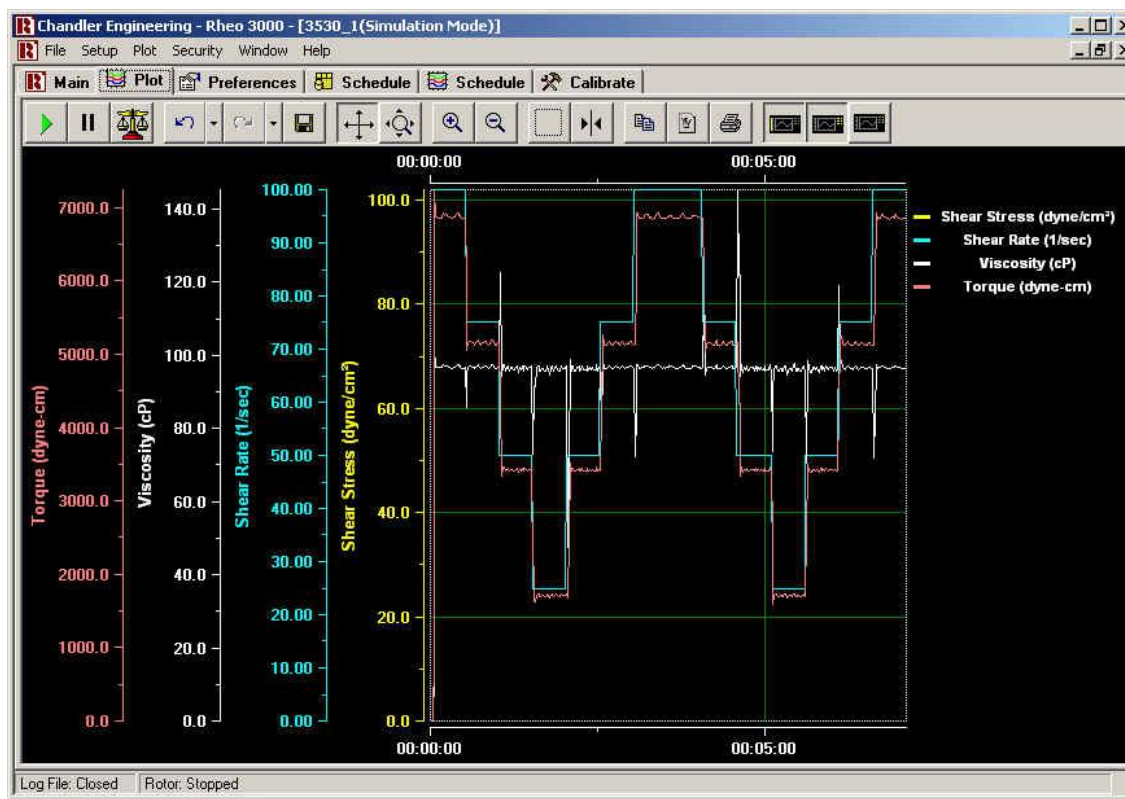 Chandler Engineering - Rheo 3000 - [3530_1(Simulation Mode)]
File Setup Plot Security Window Help
Main Plot Preferences Schedule Schedule Calibrate
00:00:00 00:05:00
Torque (dyne-cm)
7000.0
6000.0
5000.0
4000.0
3000.0
2000.0
1000.0
0.0
Viscosity (cP)
140.0
120.0
100.0
80.0
60.0
40.0
20.0
0.0
Shear Rate (1/sec)
100.00
90.00
80.00
70.00
60.00
50.00
40.00
30.00
20.00
10.00
0.00
Shear Stress (dyne/cm²)
100.0
80.0
60.0
40.0
20.0
0.0
Shear Stress (dyne/cm²)
Shear Rate (1/sec)
Viscosity (cP)
Torque (dyne-cm)
00:00:00 00:05:00
Log File: Closed Rotor: Stopped